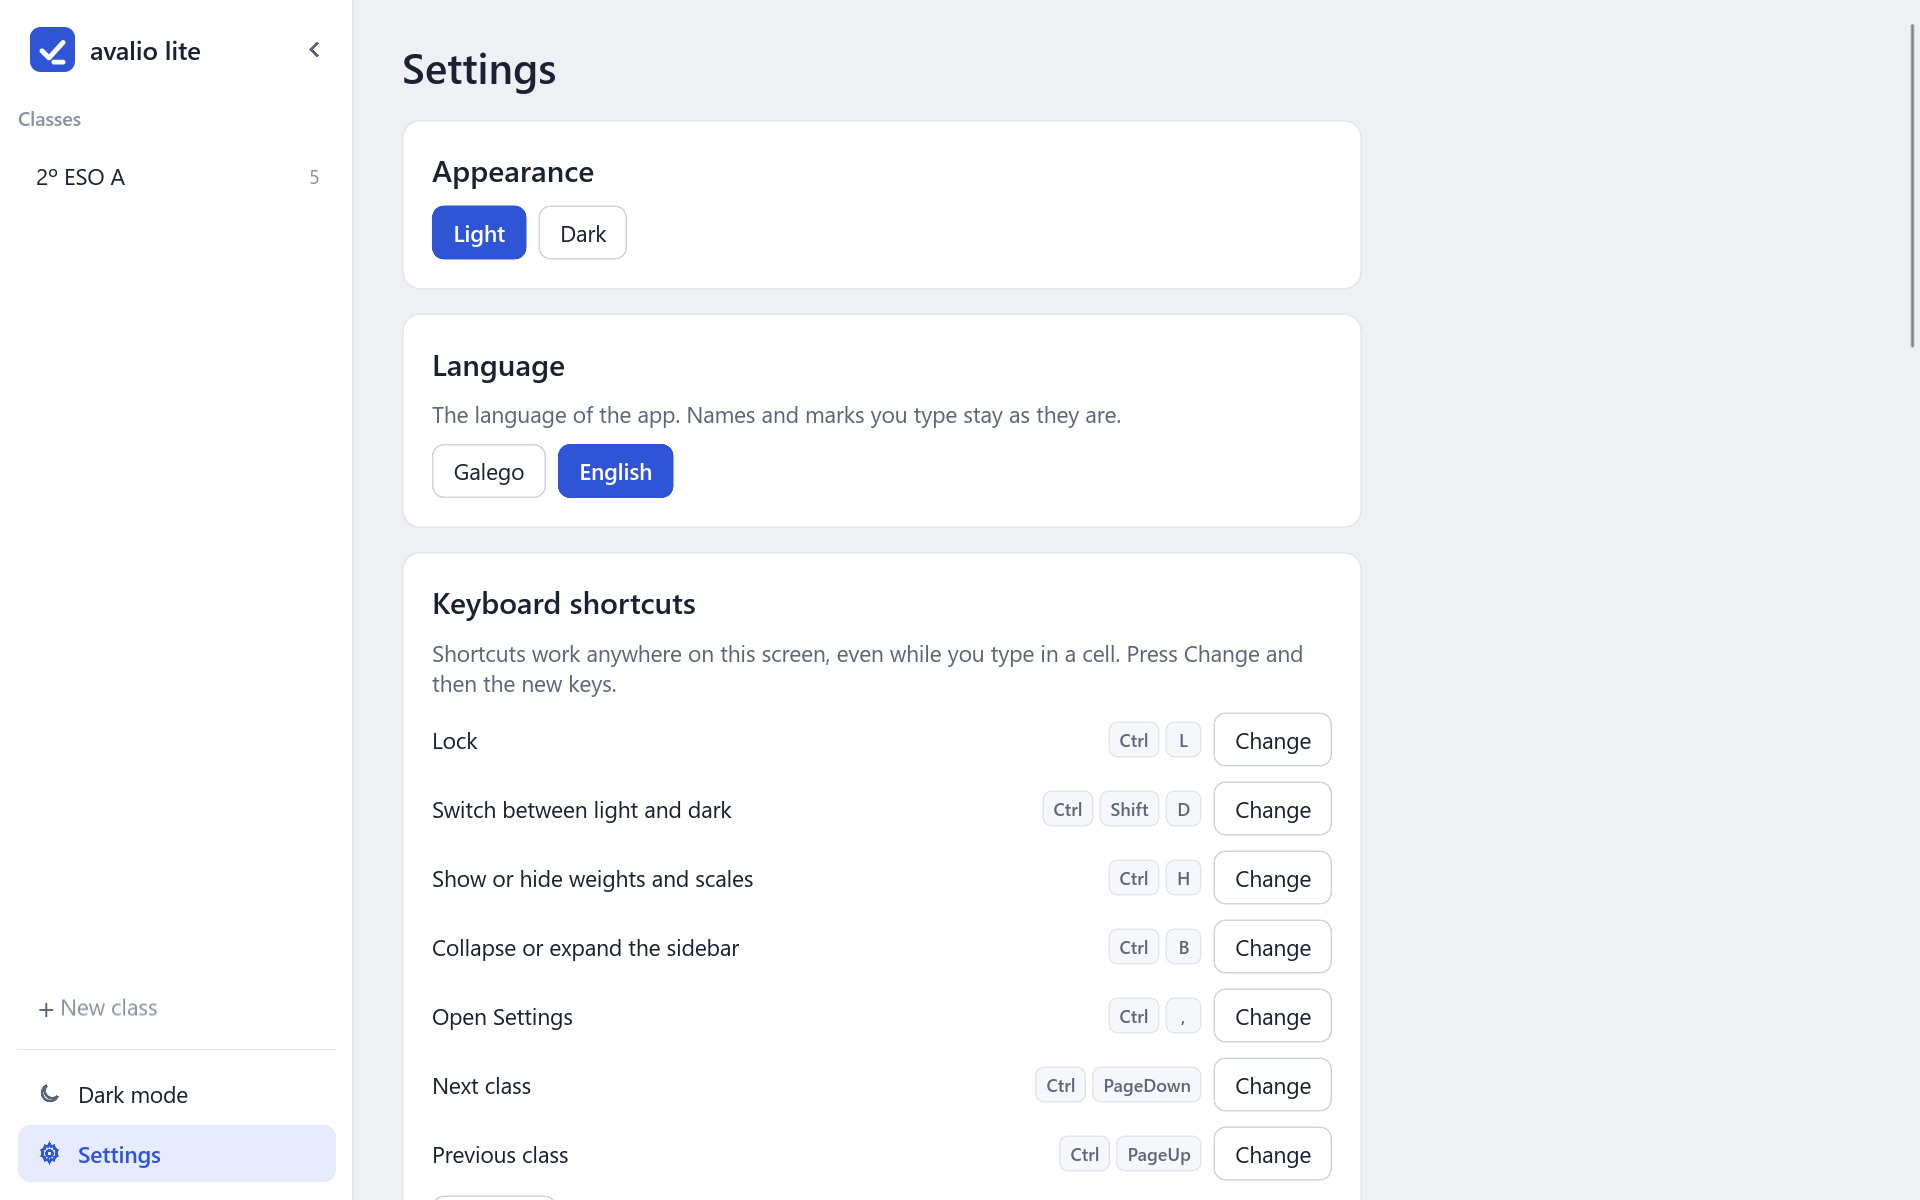 avalio lite
Classes
2º ESO A 5
+ New class
Dark mode
Settings
Settings
Appearance
Light Dark
Language
The language of the app. Names and marks you type stay as they are.
Galego English
Keyboard shortcuts
Shortcuts work anywhere on this screen, even while you type in a cell. Press Change and
then the new keys.
Lock Ctrl L Change
Switch between light and dark Ctrl Shift D Change
Show or hide weights and scales Ctrl H Change
Collapse or expand the sidebar Ctrl B Change
Open Settings Ctrl , Change
Next class Ctrl PageDown Change
Previous class Ctrl PageUp Change